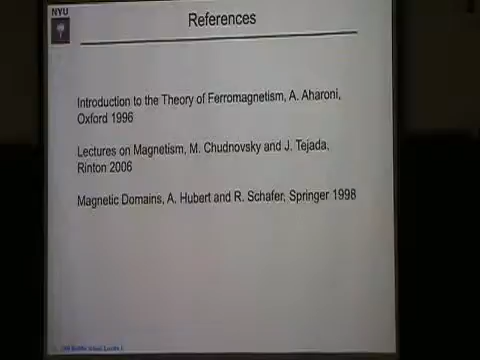 NYU
References
Introduction to the Theory of Ferromagnetism, A. Aharoni,
Oxford 1996
Lectures on Magnetism, M. Chudnovsky and J. Tejada,
Rinton 2006
Magnetic Domains, A. Hubert and R. Schafer, Springer 1998